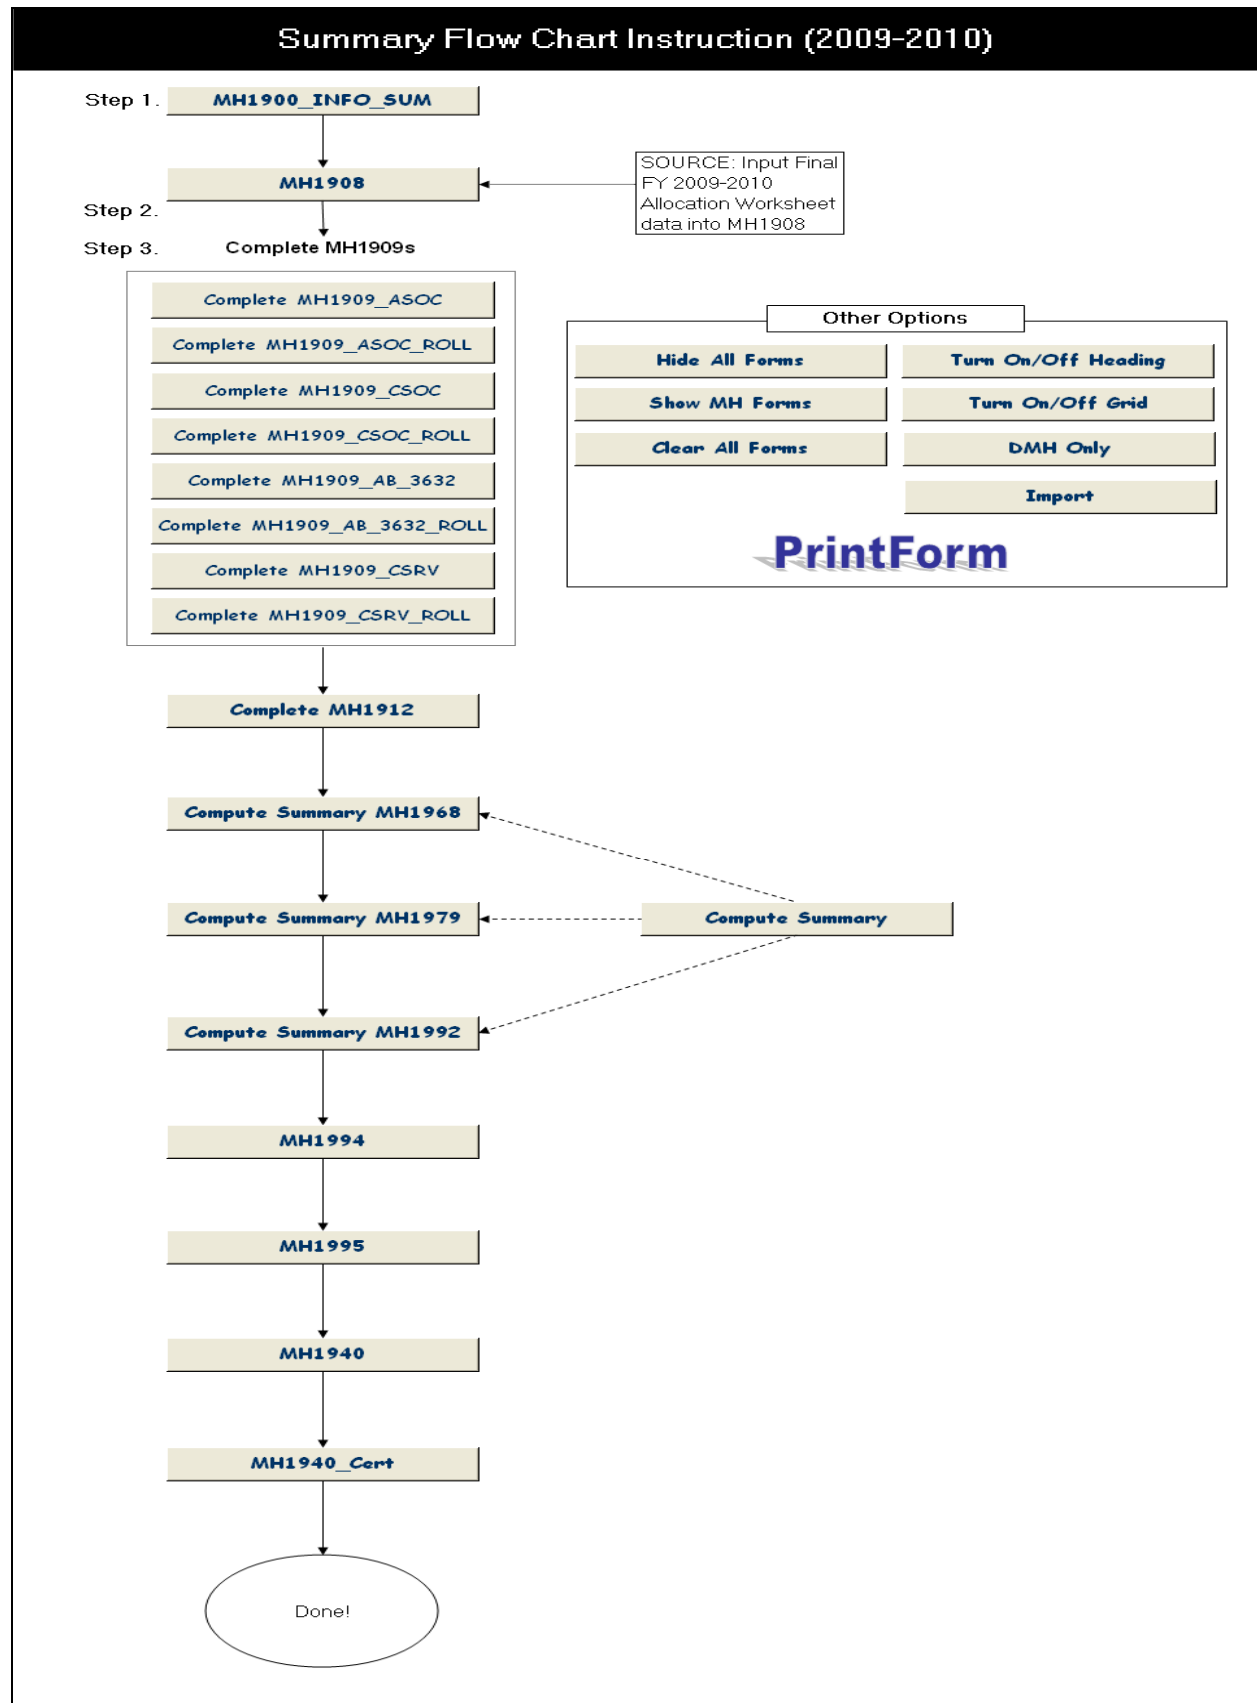 Summary Flow Chart Instruction (2009-2010)
Step 1.
MH1900_INFO_SUM
MH1908
SOURCE: Input Final
FY 2009-2010
Allocation Worksheet
data into MH1908
Step 2.
Step 3.
Complete MH1909s
Complete MH1909_ASOC
Complete MH1909_ASOC_ROLL
Complete MH1909_CSOC
Complete MH1909_CSOC_ROLL
Complete MH1909_AB_3632
Complete MH1909_AB_3632_ROLL
Complete MH1909_CSRV
Complete MH1909_CSRV_ROLL
Other Options
Hide All Forms
Turn On/Off Heading
Show MH Forms
Turn On/Off Grid
Clear All Forms
DMH Only
Import
PrintForm
Complete MH1912
Compute Summary MH1968
Compute Summary MH1979
Compute Summary
Compute Summary MH1992
MH1994
MH1995
MH1940
MH1940_Cert
Done!